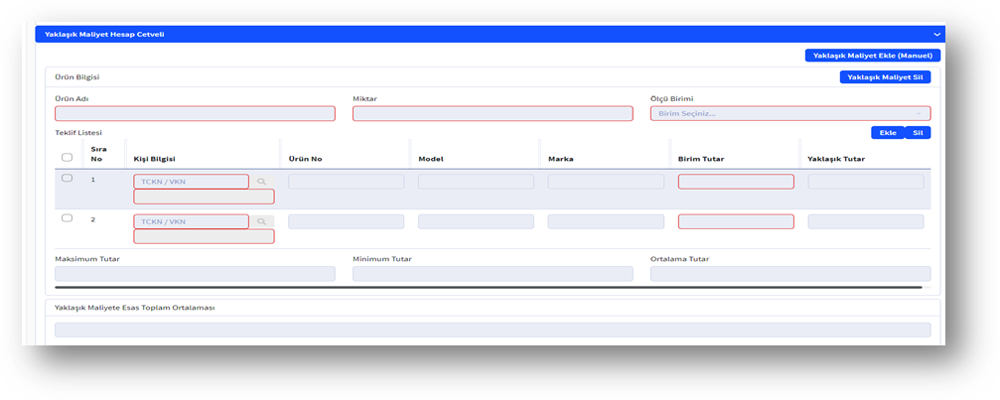 Yaklaşık Maliyet Hesap Cetveli
Yaklaşık Maliyet Ekle (Manuel)
Ürün Bilgisi
Yaklaşık Maliyet Sil
Ürün Adı Miktar Ölçü Birimi
Birim Seçiniz...
Teklif Listesi Ekle Sil
Sıra No Kişi Bilgisi Ürün No Model Marka Birim Tutar Yaklaşık Tutar
1 TCKN / VKN
2 TCKN / VKN
Maksimum Tutar Minimum Tutar Ortalama Tutar
Yaklaşık Maliyete Esas Toplam Ortalaması